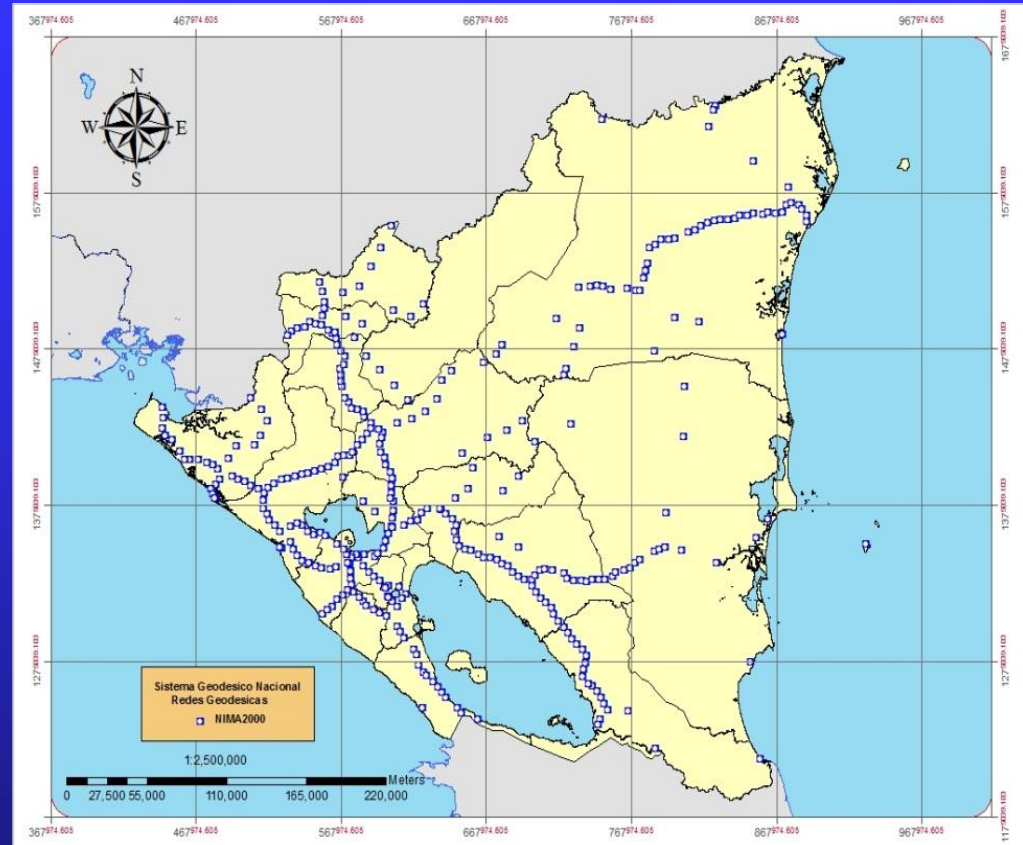 367974.605 467974.605 567974.605 667974.605 767974.605 867974.605 967974.605
N
W E
S
Sistema Geodesico Nacional
Redes Geodesicas
NIMA2000
1:2,500,000
Meters
0 27,500 55,000 110,000 165,000 220,000
367974.605 467974.605 567974.605 667974.605 767974.605 867974.605 967974.605